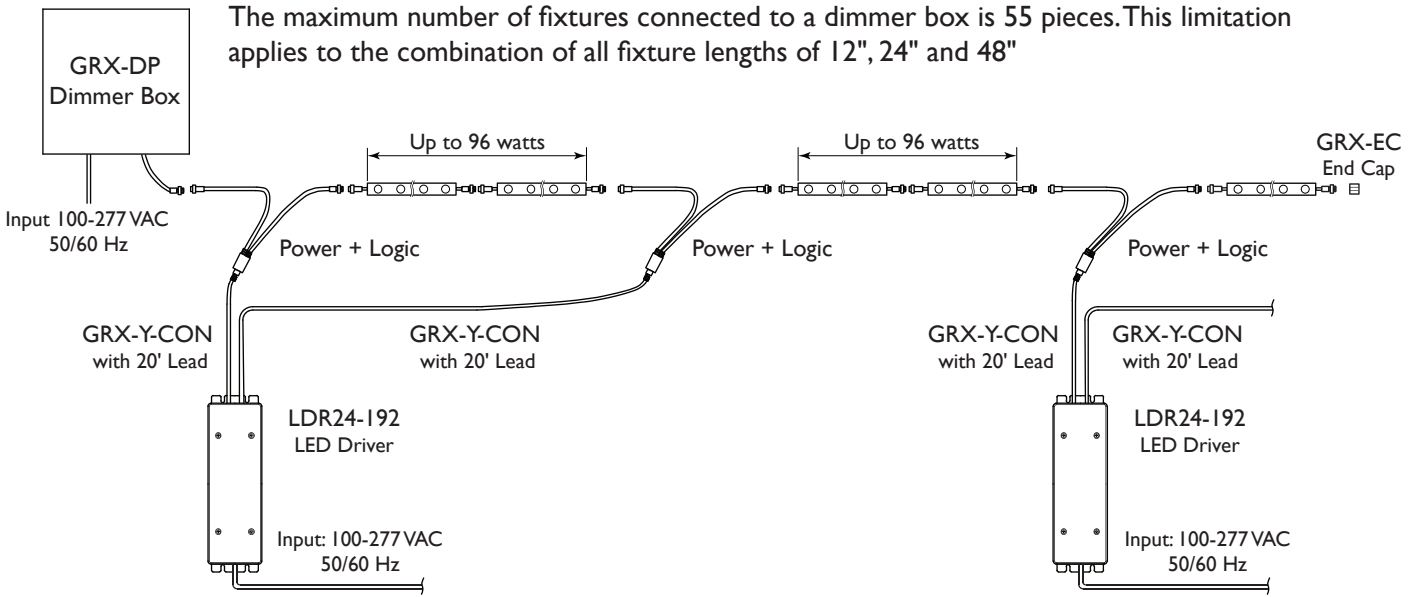 The maximum number of fixtures connected to a dimmer box is 55 pieces. This limitation
applies to the combination of all fixture lengths of 12", 24" and 48"
GRX-DP
Dimmer Box
Input 100-277 VAC
50/60 Hz
Up to 96 watts
Up to 96 watts
GRX-EC
End Cap
Power + Logic
Power + Logic
Power + Logic
GRX-Y-CON
with 20' Lead
GRX-Y-CON
with 20' Lead
GRX-Y-CON
with 20' Lead
GRX-Y-CON
with 20' Lead
LDR24-192
LED Driver
LDR24-192
LED Driver
Input: 100-277 VAC
50/60 Hz
Input: 100-277 VAC
50/60 Hz